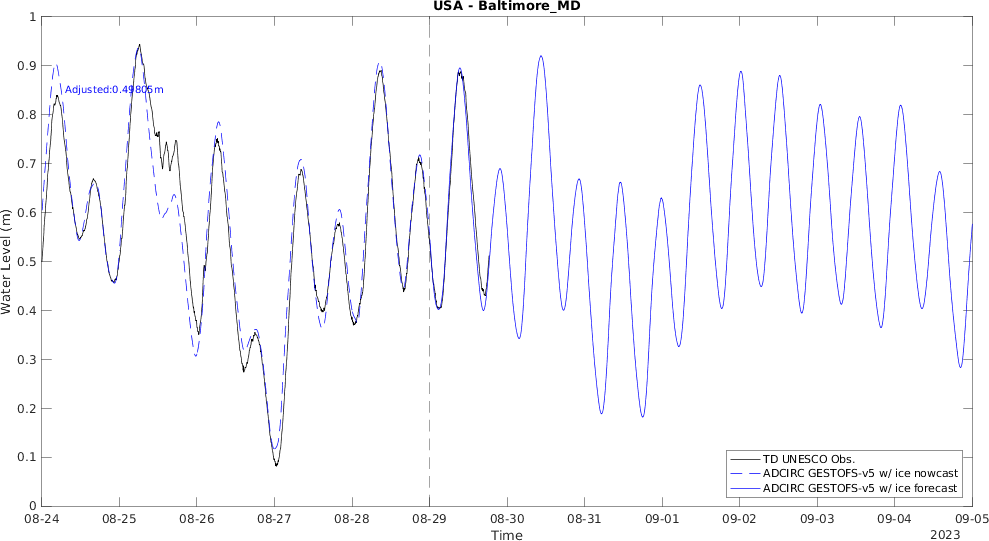 USA - Baltimore_MD
1
0.9
0.8
0.7
0.6
0.5
0.4
0.3
0.2
0.1
0
Water Level (m)
Adjusted:0.49805m
TD UNESCO Obs.
ADCIRC GESTOFS-v5 w/ ice nowcast
ADCIRC GESTOFS-v5 w/ ice forecast
08-24 08-25 08-26 08-27 08-28 08-29 08-30 08-31 09-01 09-02 09-03 09-04 09-05
Time
2023